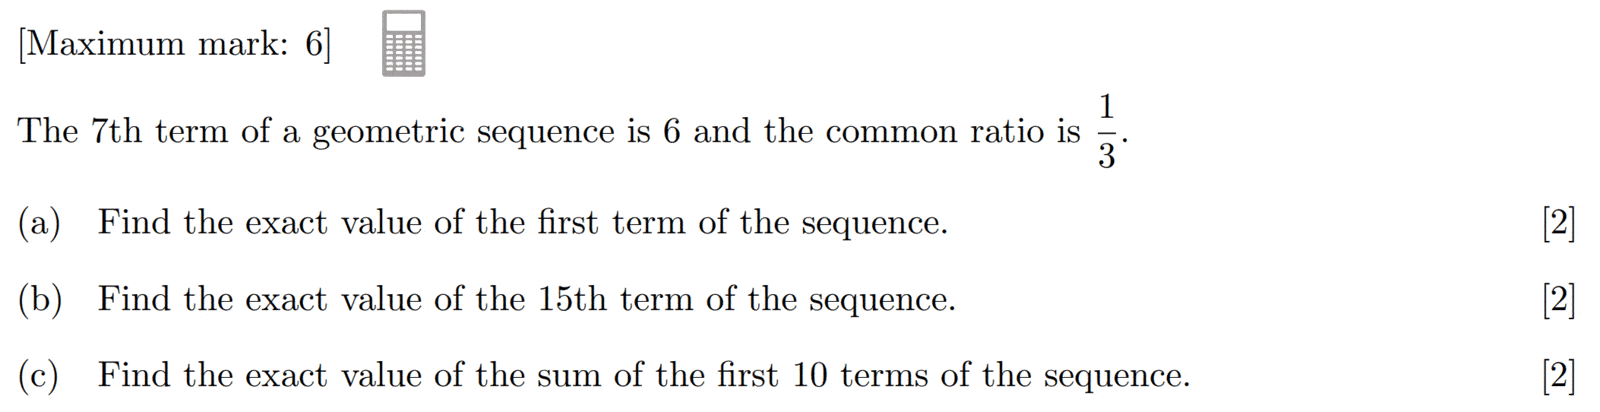 [Maximum mark: 6]
The 7th term of a geometric sequence is 6 and the common ratio is 1/3.
(a) Find the exact value of the first term of the sequence. [2]
(b) Find the exact value of the 15th term of the sequence. [2]
(c) Find the exact value of the sum of the first 10 terms of the sequence. [2]